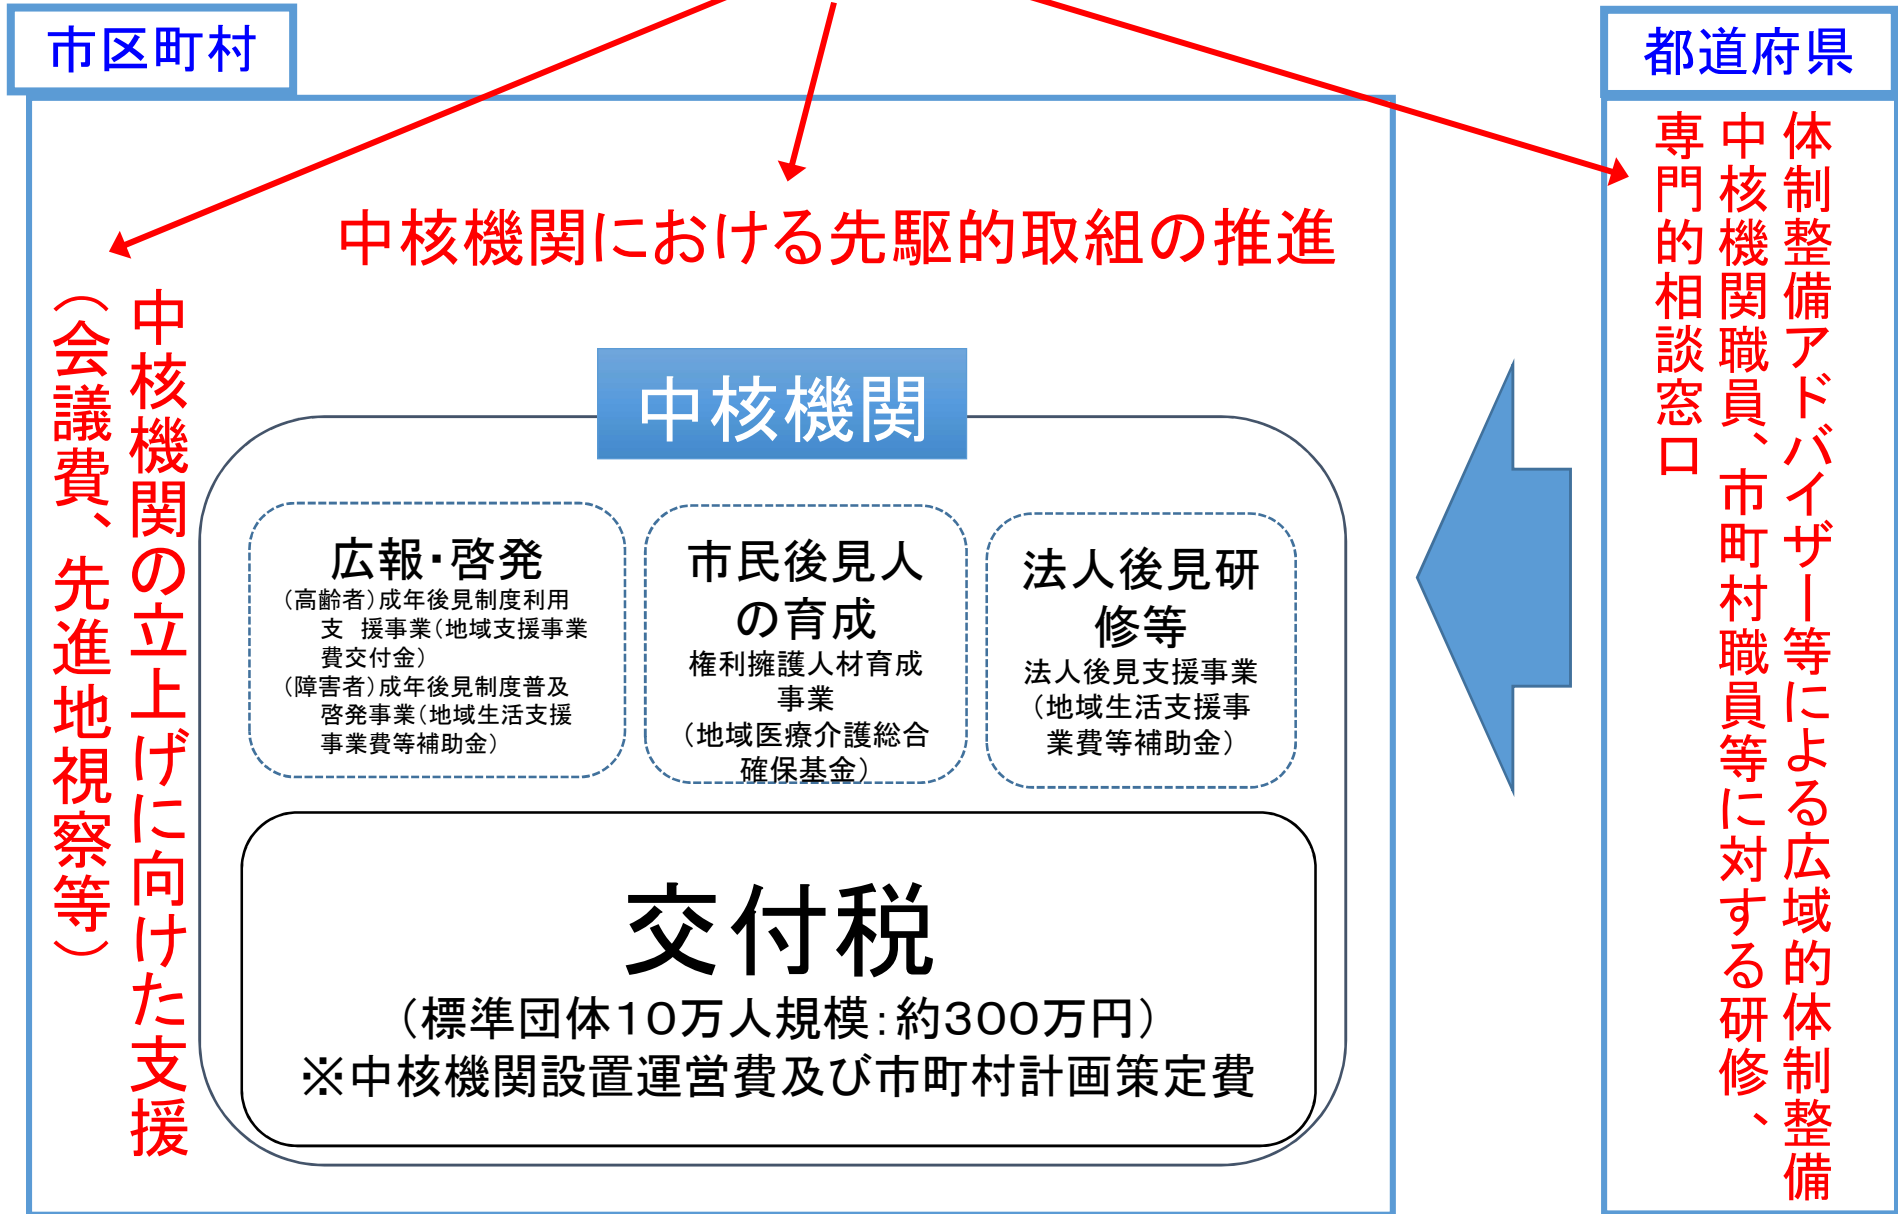 市区町村
中核機関における先駆的取組の推進
中核機関の立上げに向けた支援
（会議費、先進地視察等）
中核機関
広報・啓発
（高齢者）成年後見制度利用
支　援事業（地域支援事業
費交付金）
（障害者）成年後見制度普及
啓発事業（地域生活支援
事業費等補助金）
市民後見人
の育成
権利擁護人材育成
事業
（地域医療介護総合
確保基金）
法人後見研
修等
法人後見支援事業
（地域生活支援事
業費等補助金）
交付税
（標準団体１０万人規模：約３００万円）
※中核機関設置運営費及び市町村計画策定費
都道府県
体制整備アドバイザー等による広域的体制整備
中核機関職員、市町村職員等に対する研修、
専門的相談窓口